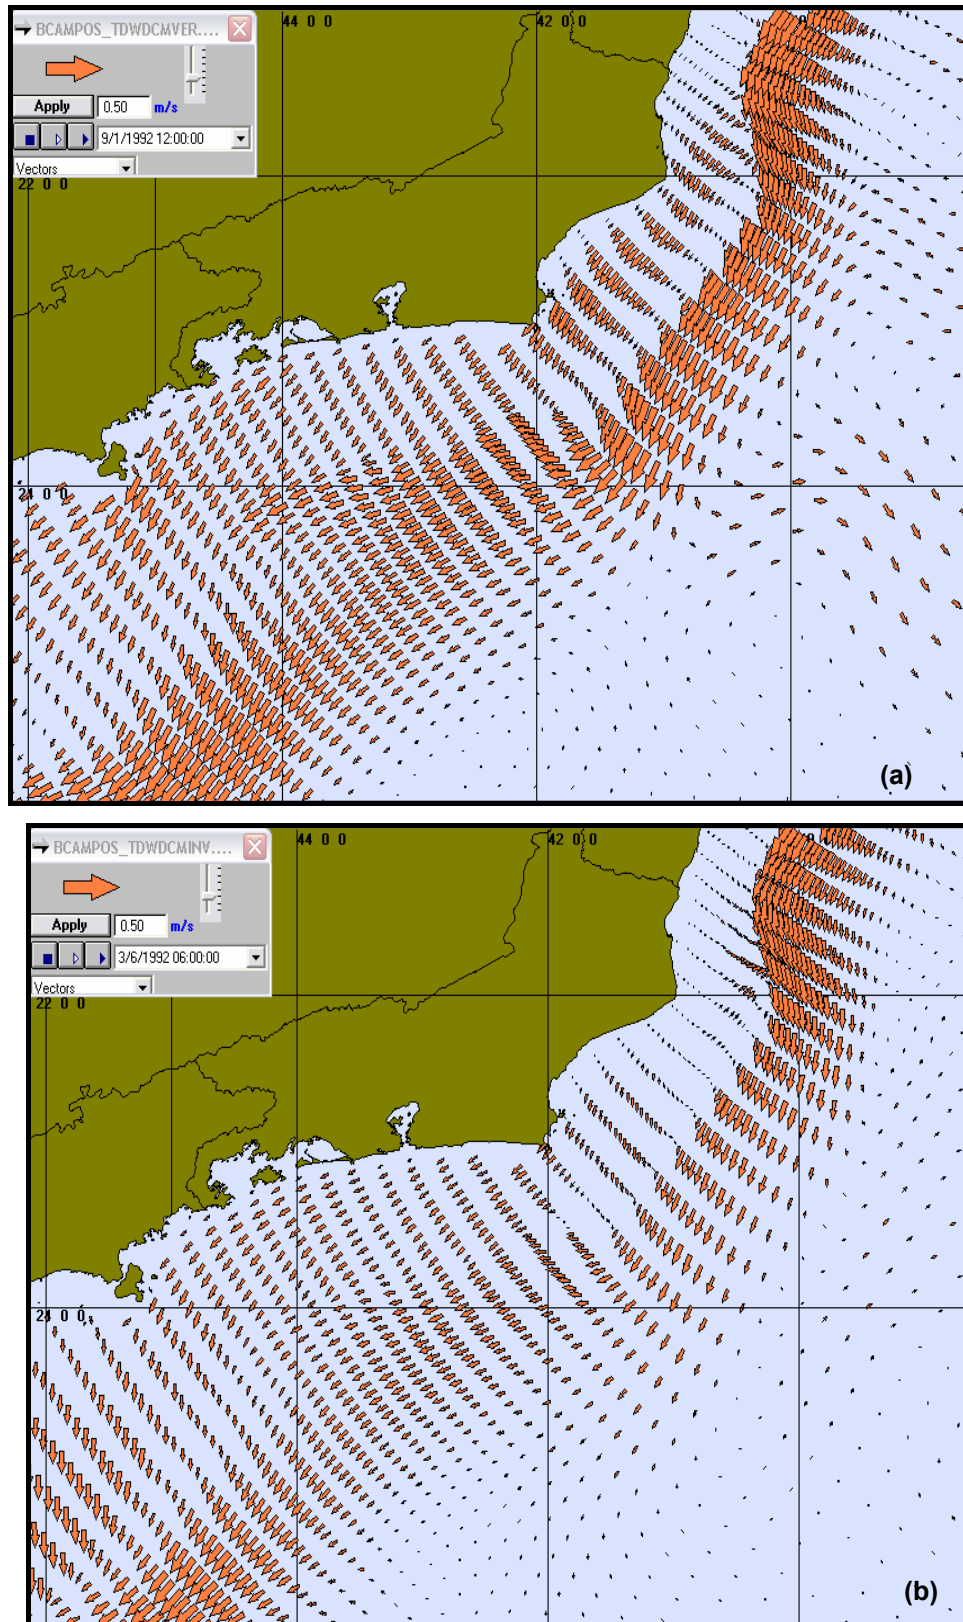 BCAMPOS_TDWDCMVER....
44 0 0
42 0 0
Apply
0.50
m/s
9/1/1992 12:00:00
Vectors
22 0 0
24 0 0
(a)
BCAMPOS_TDWDCMINV....
44 0 0
42 0 0
Apply
0.50
m/s
3/6/1992 06:00:00
Vectors
22 0 0
24 0 0
(b)